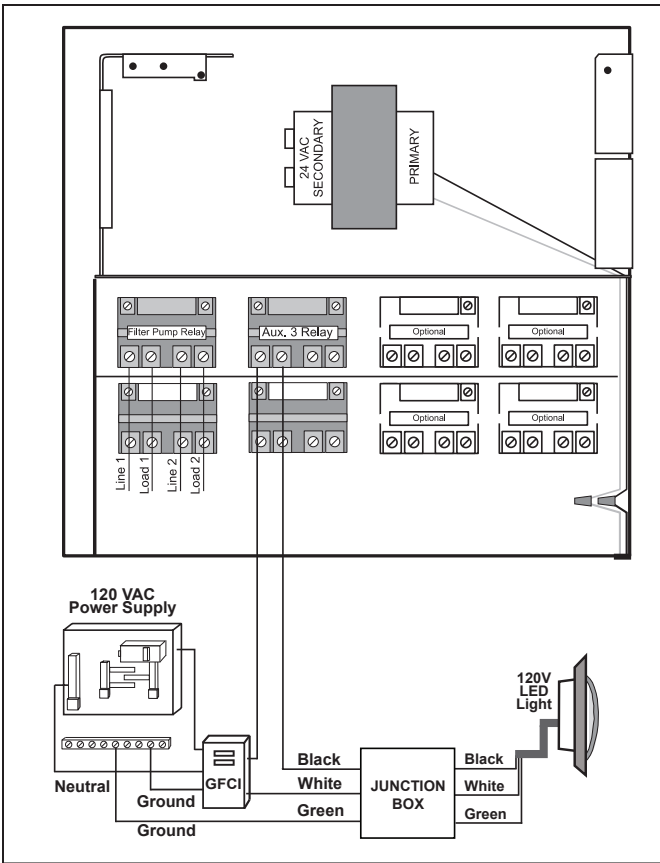 24 VAC
SECONDARY
PRIMARY
Filter Pump Relay
Aux. 3 Relay
Optional
Optional
Optional
Optional
Line 1
Load 1
Line 2
Load 2
120 VAC
Power Supply
120V
LED
Light
GFCI
Neutral
Ground
Ground
Black
White
Green
JUNCTION
BOX
Black
White
Green